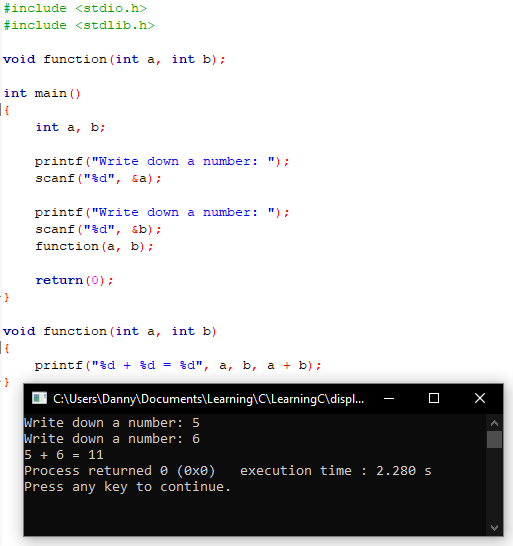 #include <stdio.h>
#include <stdlib.h>

void function(int a, int b);

int main()
{
    int a, b;

    printf("Write down a number: ");
    scanf("%d", &a);

    printf("Write down a number: ");
    scanf("%d", &b);
    function(a, b);

    return(0);
}

void function(int a, int b)
{
    printf("%d + %d = %d", a, b, a + b);
}
C:\Users\Danny\Documents\Learning\C\LearningC\displ...
Write down a number: 5
Write down a number: 6
5 + 6 = 11
Process returned 0 (0x0)   execution time : 2.280 s
Press any key to continue.